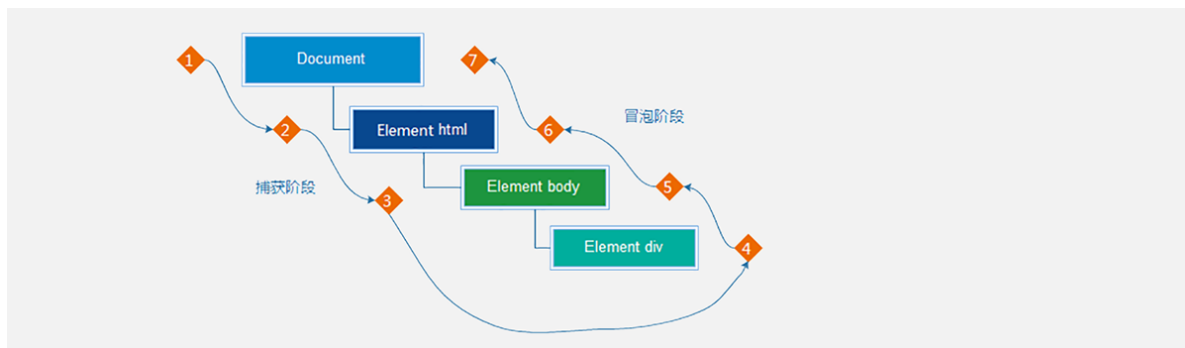 1
Document
7
2
Element html
6
冒泡阶段
捕获阶段
3
Element body
5
Element div
4